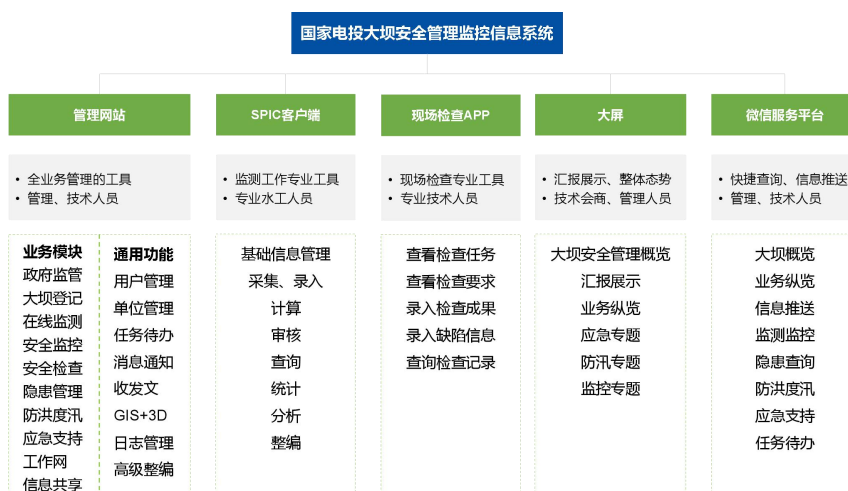 国家电投大坝安全管理监控信息系统
管理网站
SPIC客户端
现场检查APP
大屏
微信服务平台
• 全业务管理的工具
• 管理、技术人员
• 监测工作专业工具
• 专业水工人员
• 现场检查专业工具
• 专业技术人员
• 汇报展示、整体态势
• 技术会商、管理人员
• 快捷查询、信息推送
• 管理、技术人员
业务模块
政府监管
大坝登记
在线监测
安全监控
安全检查
隐患管理
防洪度汛
应急支持
工作网
信息共享
通用功能
用户管理
单位管理
任务待办
消息通知
收发文
GIS+3D
日志管理
高级整编
基础信息管理
采集、录入
计算
审核
查询
统计
分析
整编
查看检查任务
查看检查要求
录入检查成果
录入缺陷信息
查询检查记录
大坝安全管理概览
汇报展示
业务纵览
应急专题
防汛专题
监控专题
大坝概览
业务纵览
信息推送
监测监控
隐患查询
防洪度汛
应急支持
任务待办